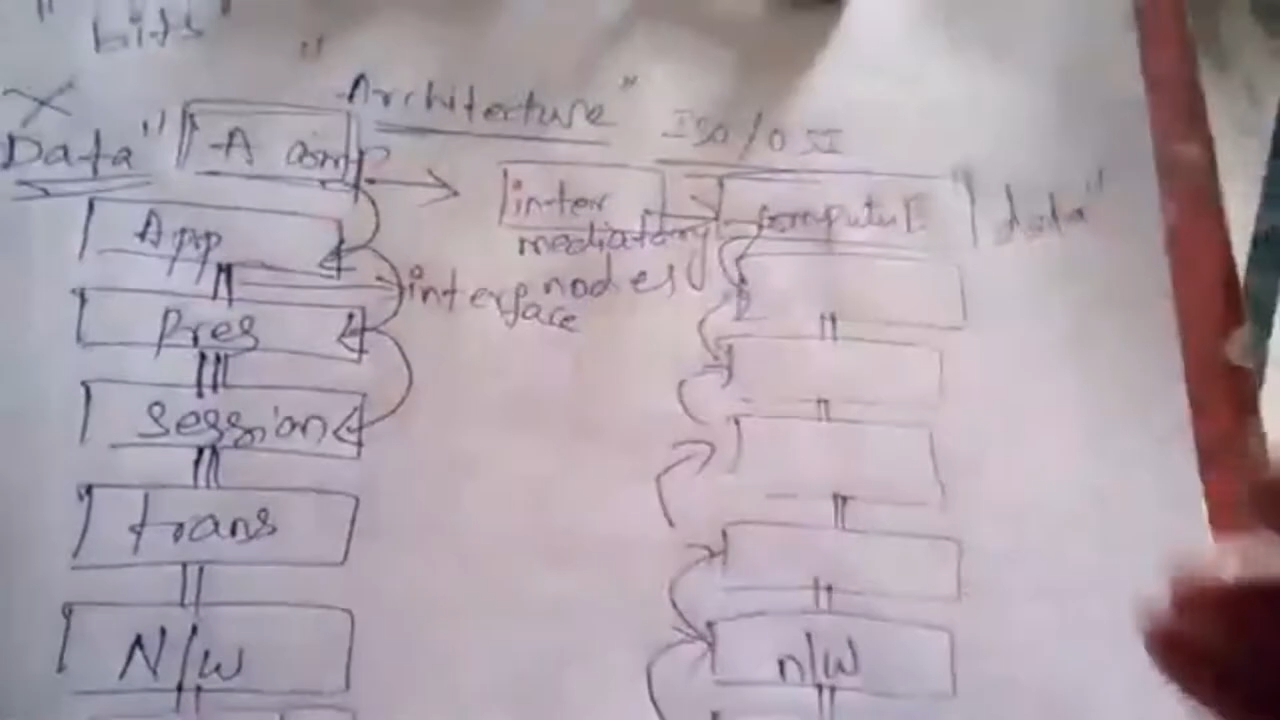 " bits "
" Architecture" ISO/OSI
X
Data" A comp
inter
mediatory
nodes
computer
data"
App
interface
Pres
Session
trans
N/W
n/W